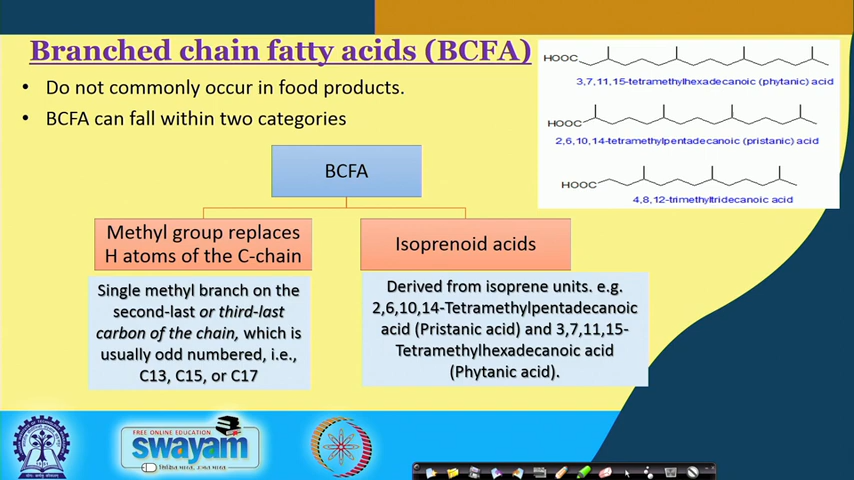 Branched chain fatty acids (BCFA)
• Do not commonly occur in food products.
• BCFA can fall within two categories
HOOC
3,7,11,15-tetramethylhexadecanoic (phytanic) acid
HOOC
2,6,10,14-tetramethylpentadecanoic (pristanic) acid
HOOC
4,8,12-trimethyltridecanoic acid
BCFA
Methyl group replaces
H atoms of the C-chain
Single methyl branch on the
second-last or third-last
carbon of the chain, which is
usually odd numbered, i.e.,
C13, C15, or C17
Isoprenoid acids
Derived from isoprene units. e.g.
2,6,10,14-Tetramethylpentadecanoic
acid (Pristanic acid) and 3,7,11,15-
Tetramethylhexadecanoic acid
(Phytanic acid).
FREE ONLINE EDUCATION
swayam